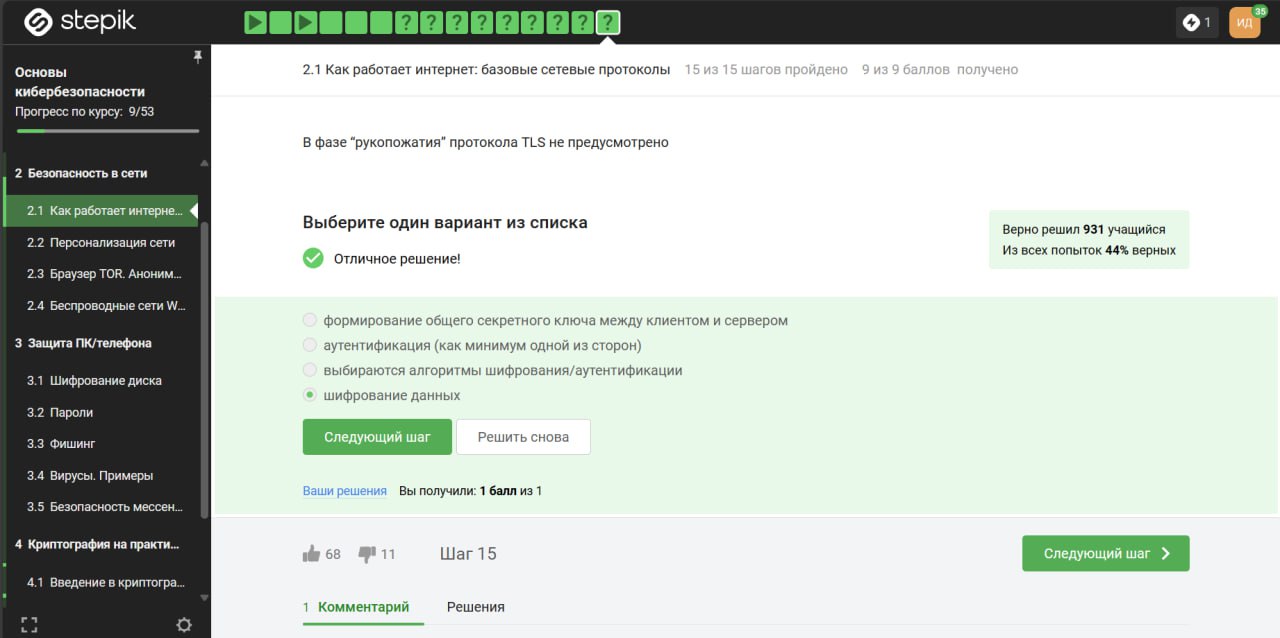 stepik
? ? ? ? ? ? ? ? ?
1
ИД
35
Основы
кибербезопасности
Прогресс по курсу: 9/53
2 Безопасность в сети
2.1 Как работает интерне...
2.2 Персонализация сети
2.3 Браузер TOR. Аноним...
2.4 Беспроводные сети W...
3 Защита ПК/телефона
3.1 Шифрование диска
3.2 Пароли
3.3 Фишинг
3.4 Вирусы. Примеры
3.5 Безопасность мессен...
4 Криптография на практи...
4.1 Введение в криптогра...
2.1 Как работает интернет: базовые сетевые протоколы 15 из 15 шагов пройдено 9 из 9 баллов получено
В фазе “рукопожатия” протокола TLS не предусмотрено
Выберите один вариант из списка
Отличное решение!
Верно решил 931 учащийся
Из всех попыток 44% верных
формирование общего секретного ключа между клиентом и сервером
аутентификация (как минимум одной из сторон)
выбираются алгоритмы шифрования/аутентификации
шифрование данных
Следующий шаг
Решить снова
Ваши решения Вы получили: 1 балл из 1
68 11 Шаг 15
Следующий шаг
1 Комментарий Решения